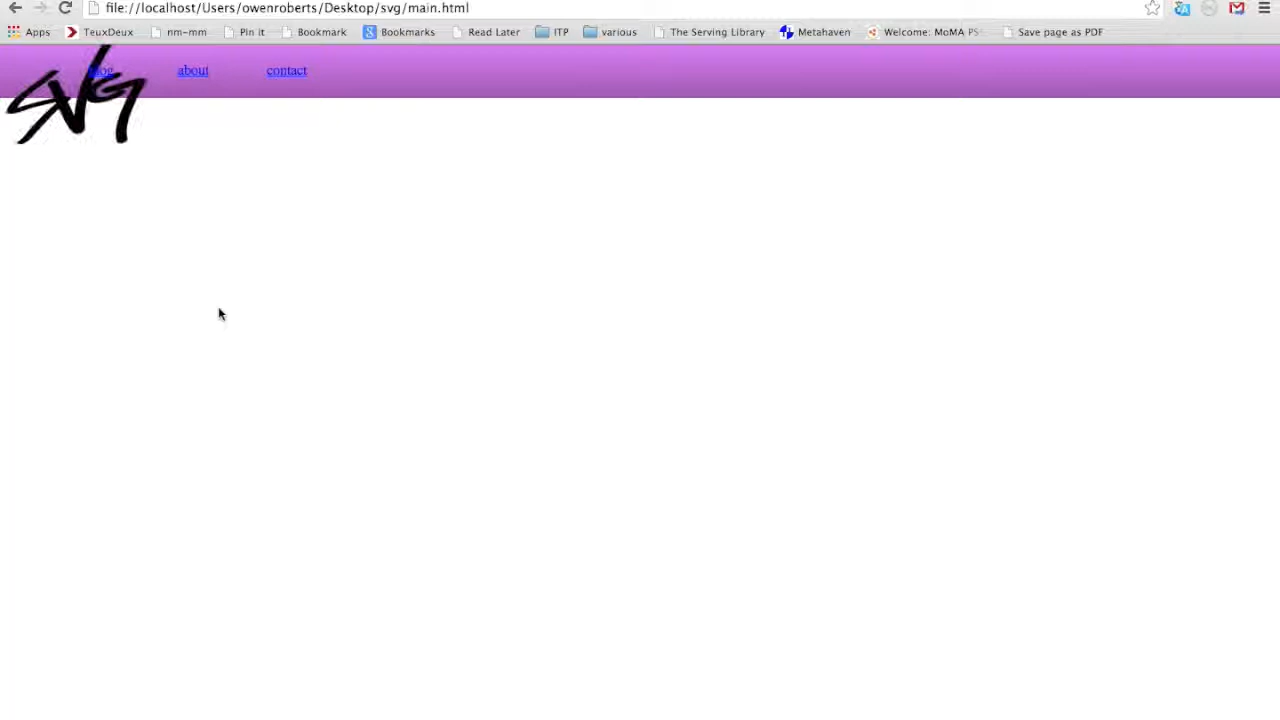 file://localhost/Users/owenroberts/Desktop/svg/main.html
Apps TeuxDeux nm-mm Pin it Bookmark Bookmarks Read Later ITP various The Serving Library Metahaven Welcome: MoMA PS Save page as PDF
blog about contact
SVG